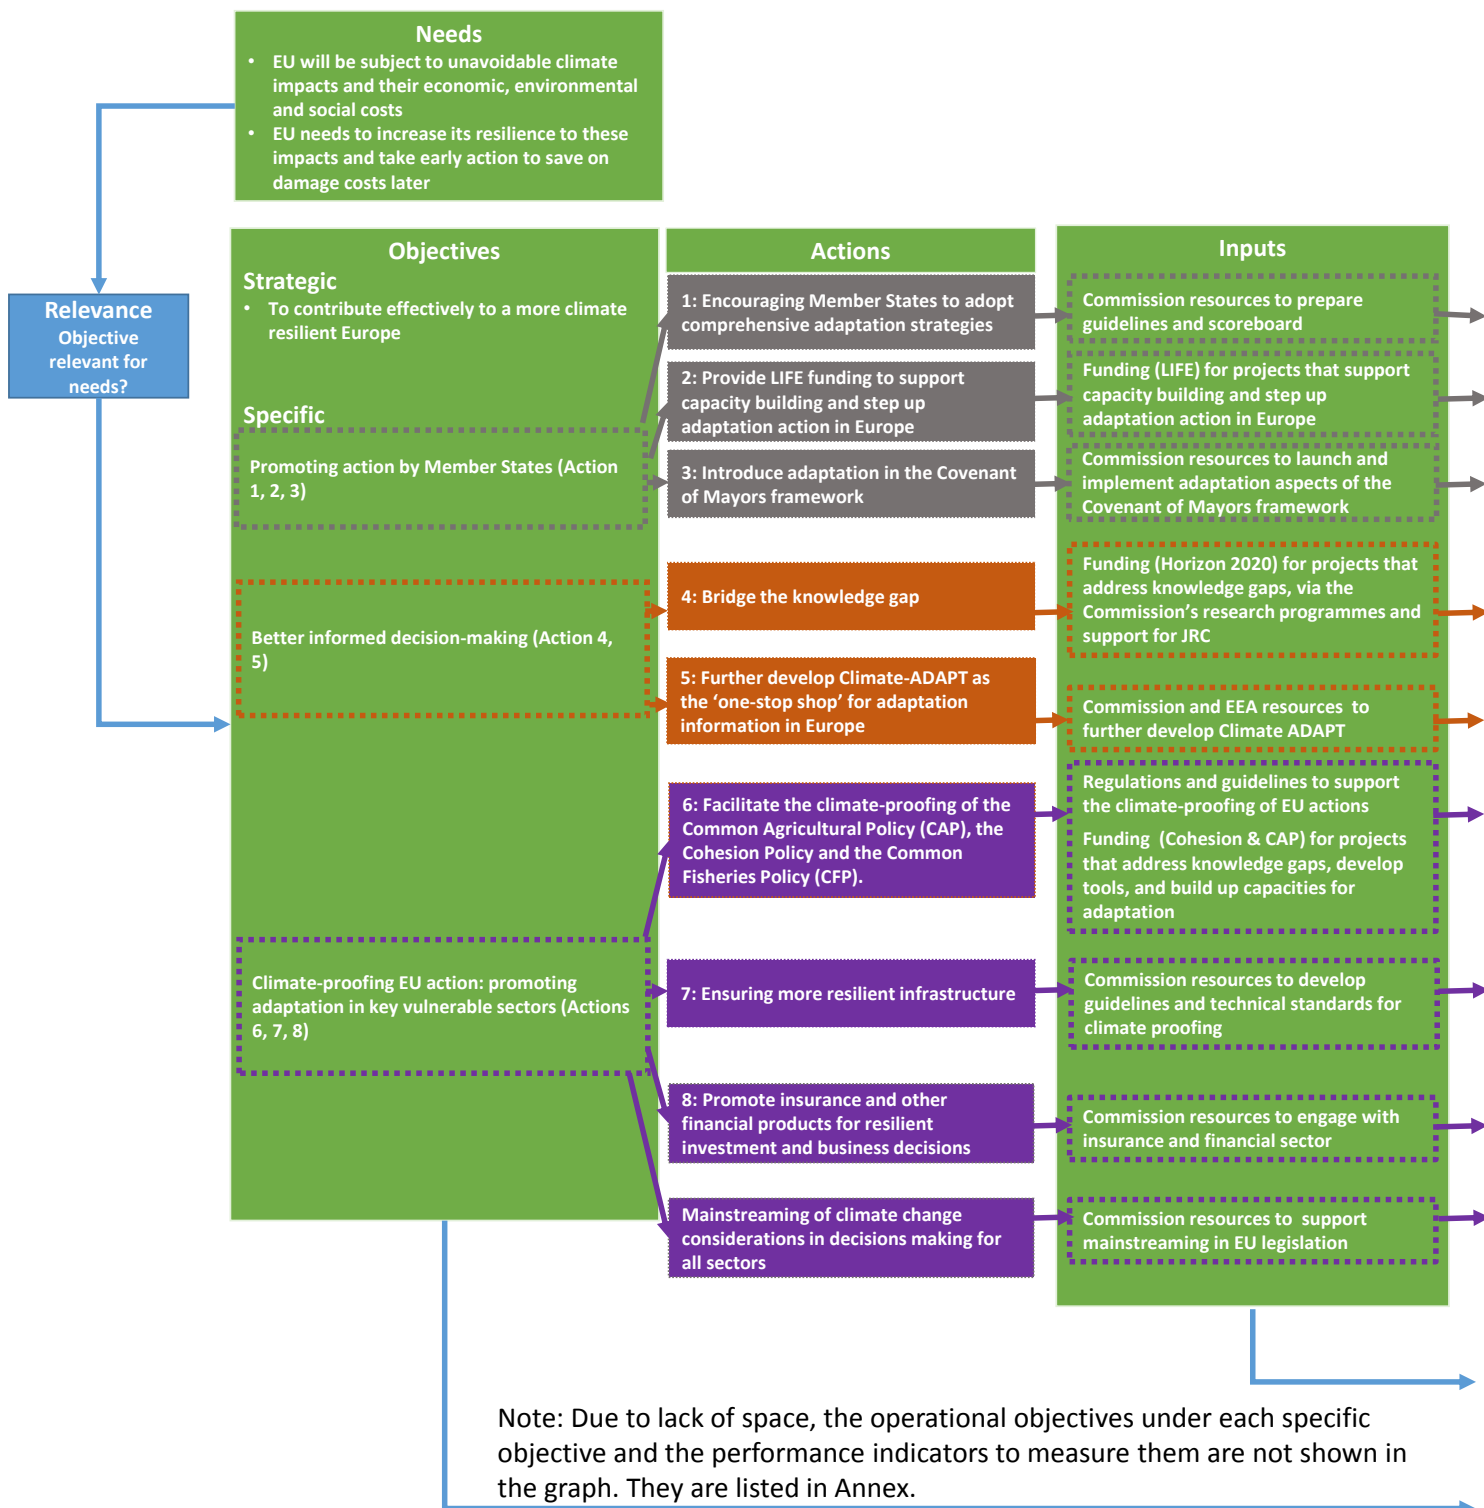 Needs
• EU will be subject to unavoidable climate
impacts and their economic, environmental
and social costs
• EU needs to increase its resilience to these
impacts and take early action to save on
damage costs later
Relevance
Objective
relevant for
needs?
Objectives
Strategic
• To contribute effectively to a more climate
resilient Europe
Specific
Promoting action by Member States (Action
1, 2, 3)
Better informed decision-making (Action 4,
5)
Climate-proofing EU action: promoting
adaptation in key vulnerable sectors (Actions
6, 7, 8)
Actions
1: Encouraging Member States to adopt
comprehensive adaptation strategies
2: Provide LIFE funding to support
capacity building and step up
adaptation action in Europe
3: Introduce adaptation in the Covenant
of Mayors framework
4: Bridge the knowledge gap
5: Further develop Climate-ADAPT as
the ‘one-stop shop’ for adaptation
information in Europe
6: Facilitate the climate-proofing of the
Common Agricultural Policy (CAP), the
Cohesion Policy and the Common
Fisheries Policy (CFP).
7: Ensuring more resilient infrastructure
8: Promote insurance and other
financial products for resilient
investment and business decisions
Mainstreaming of climate change
considerations in decisions making for
all sectors
Inputs
Commission resources to prepare
guidelines and scoreboard
Funding (LIFE) for projects that support
capacity building and step up
adaptation action in Europe
Commission resources to launch and
implement adaptation aspects of the
Covenant of Mayors framework
Funding (Horizon 2020) for projects that
address knowledge gaps, via the
Commission’s research programmes and
support for JRC
Commission and EEA resources to
further develop Climate ADAPT
Regulations and guidelines to support
the climate-proofing of EU actions
Funding (Cohesion & CAP) for projects
that address knowledge gaps, develop
tools, and build up capacities for
adaptation
Commission resources to develop
guidelines and technical standards for
climate proofing
Commission resources to engage with
insurance and financial sector
Commission resources to support
mainstreaming in EU legislation
Note: Due to lack of space, the operational objectives under each specific
objective and the performance indicators to measure them are not shown in
the graph. They are listed in Annex.